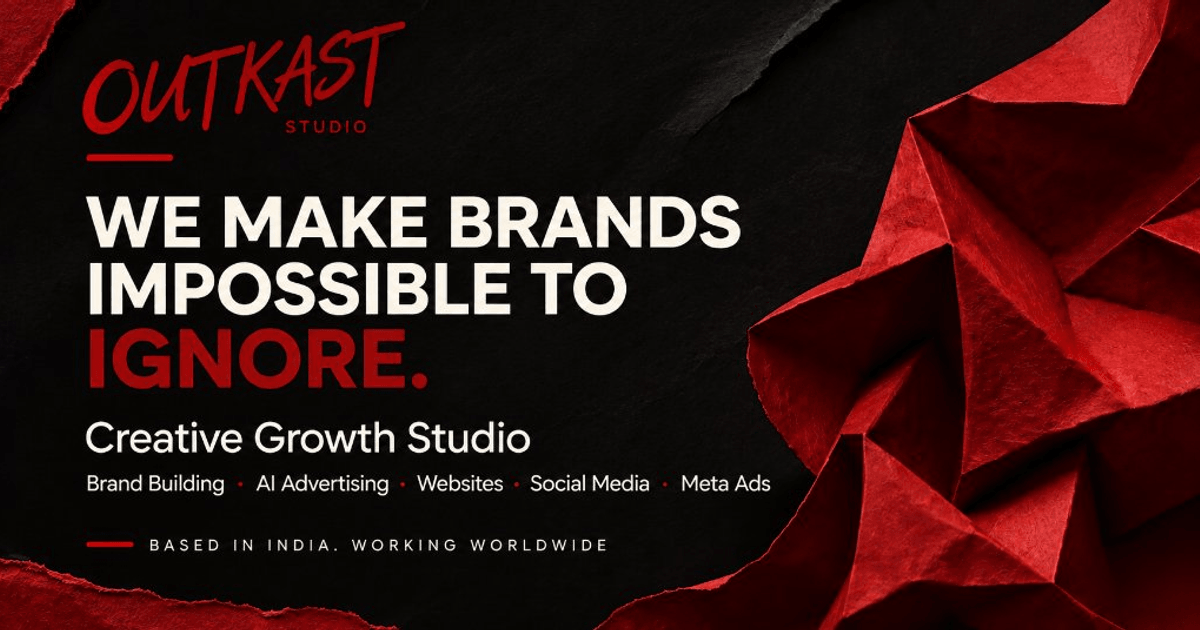 OUTKAST
STUDIO
WE MAKE BRANDS
IMPOSSIBLE TO
IGNORE.
Creative Growth Studio
Brand Building • AI Advertising • Websites • Social Media • Meta Ads
BASED IN INDIA. WORKING WORLDWIDE